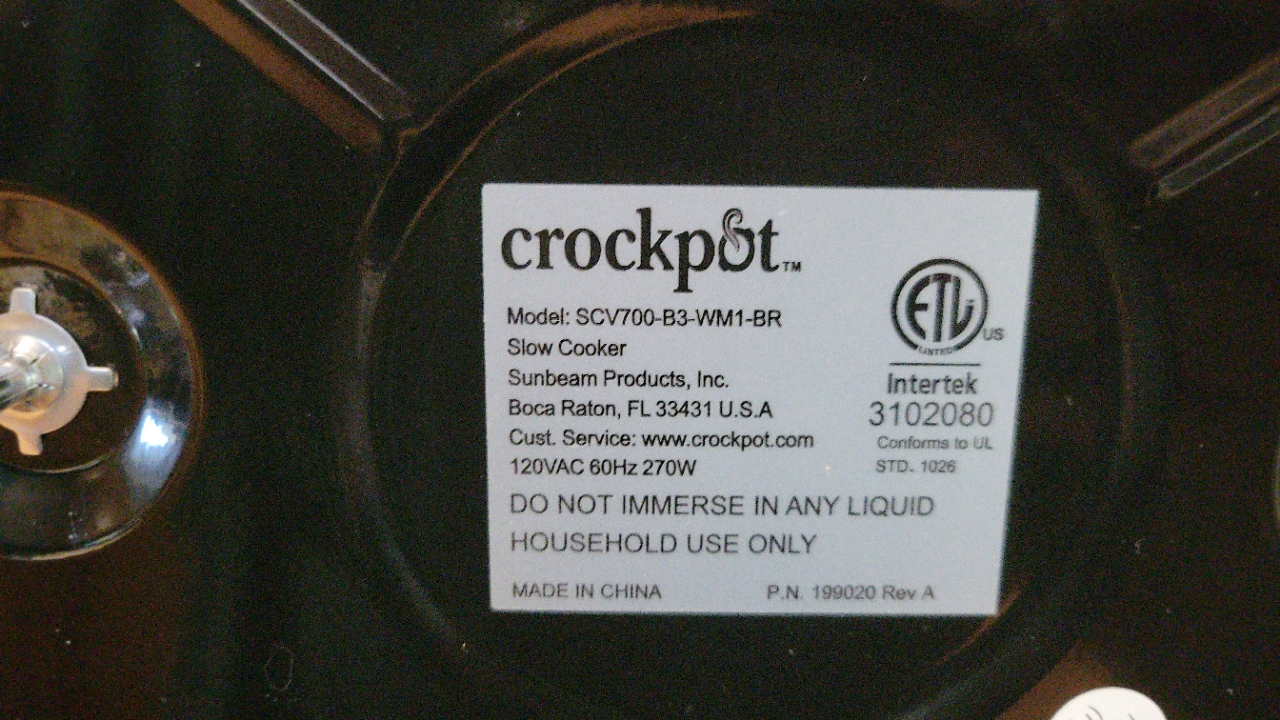 crockpot™
Model: SCV700-B3-WM1-BR
Slow Cooker
Sunbeam Products, Inc.
Boca Raton, FL 33431 U.S.A
Cust. Service: www.crockpot.com
120VAC 60Hz 270W
DO NOT IMMERSE IN ANY LIQUID
HOUSEHOLD USE ONLY
MADE IN CHINA
P.N. 199020 Rev A
ETL
LISTED
US
Intertek
3102080
Conforms to UL
STD. 1026